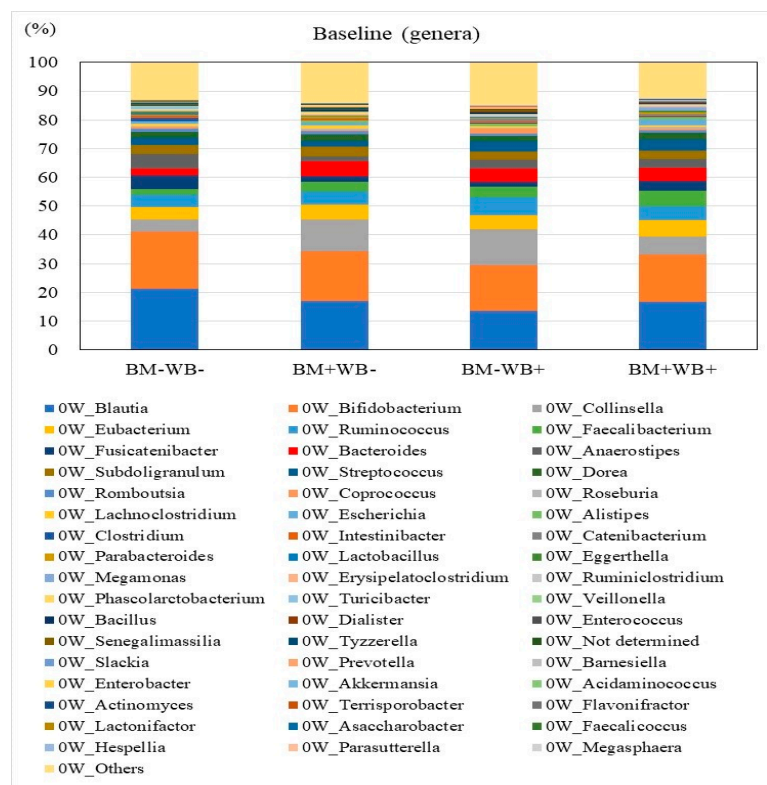 (%)
Baseline (genera)
100
90
80
70
60
50
40
30
20
10
0
BM-WB- BM+WB- BM-WB+ BM+WB+
0W_Blautia 0W_Bifidobacterium 0W_Collinsella
0W_Eubacterium 0W_Ruminococcus 0W_Faecalibacterium
0W_Fusicatenibacter 0W_Bacteroides 0W_Anaerostipes
0W_Subdoligranulum 0W_Streptococcus 0W_Dorea
0W_Romboutsia 0W_Coprococcus 0W_Roseburia
0W_Lachnoclostridium 0W_Escherichia 0W_Alistipes
0W_Clostridium 0W_Intestinibacter 0W_Catenibacterium
0W_Parabacteroides 0W_Lactobacillus 0W_Eggerthella
0W_Megamonas 0W_Erysipelatoclostridium 0W_Ruminiclostridium
0W_Phascolarctobacterium 0W_Turicibacter 0W_Veillonella
0W_Bacillus 0W_Dialister 0W_Enterococcus
0W_Senegalimassilia 0W_Tyzzerella 0W_Not determined
0W_Slackia 0W_Prevotella 0W_Barnesiella
0W_Enterobacter 0W_Akkermansia 0W_Acidaminococcus
0W_Actinomyces 0W_Terrisporobacter 0W_Flavonifractor
0W_Lactonifactor 0W_Asaccharobacter 0W_Faecalicoccus
0W_Hespellia 0W_Parasutterella 0W_Megasphaera
0W_Others